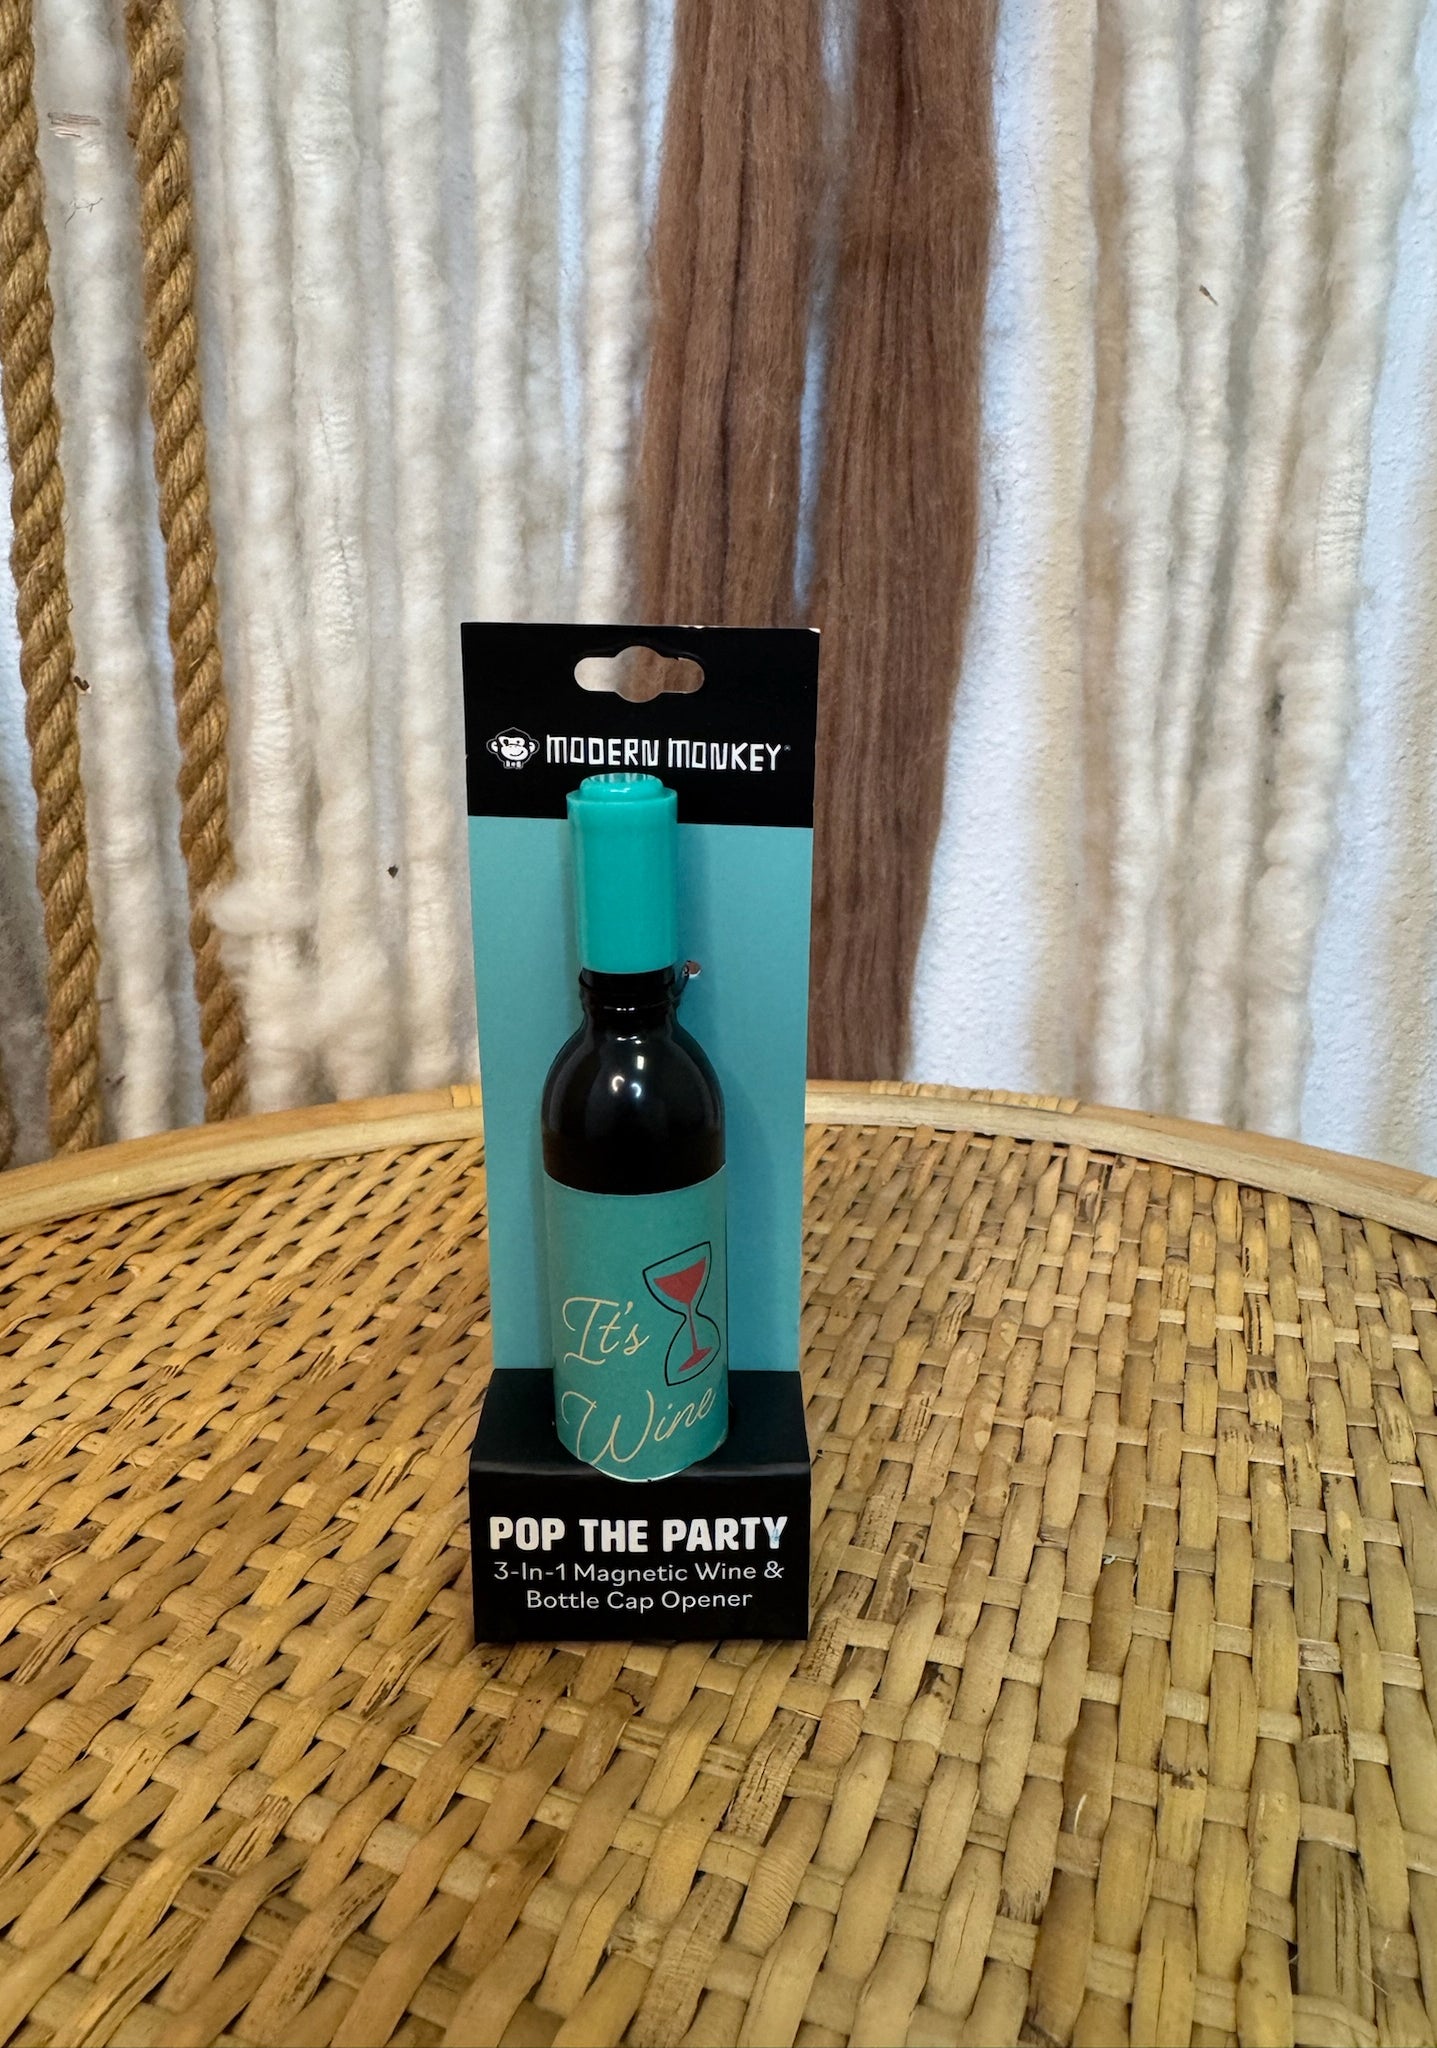 MODERN MONKEY
It's
Wine
POP THE PARTY
3-In-1 Magnetic Wine &
Bottle Cap Opener